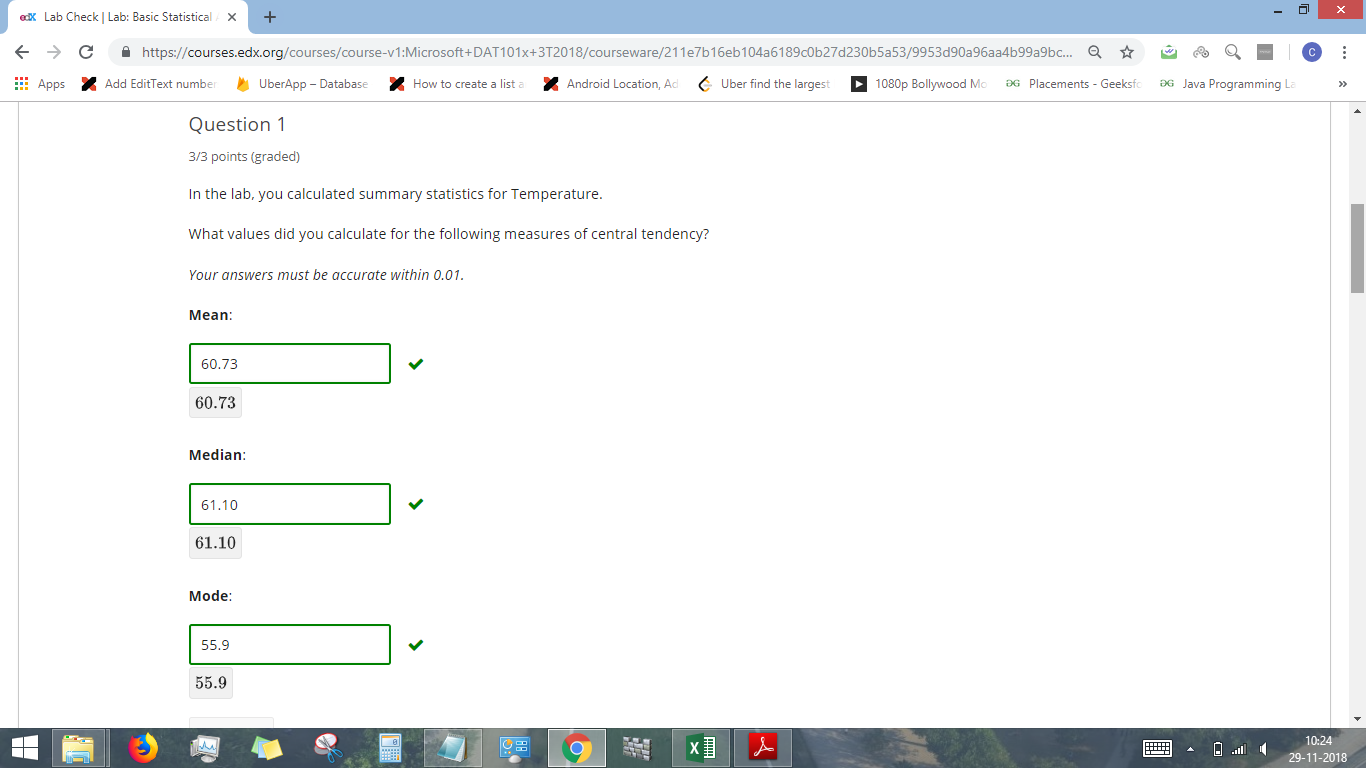 edX Lab Check | Lab: Basic Statistical
https://courses.edx.org/courses/course-v1:Microsoft+DAT101x+3T2018/courseware/211e7b16eb104a6189c0b27d230b5a53/9953d90a96aa4b99a9bc...
C
Apps Add EditText number UberApp – Database How to create a list a Android Location, Ad Uber find the largest 1080p Bollywood Mo Placements - Geeksfo Java Programming La »
Question 1
3/3 points (graded)
In the lab, you calculated summary statistics for Temperature.
What values did you calculate for the following measures of central tendency?
Your answers must be accurate within 0.01.
Mean:
60.73
60.73
Median:
61.10
61.10
Mode:
55.9
55.9
10:24
29-11-2018